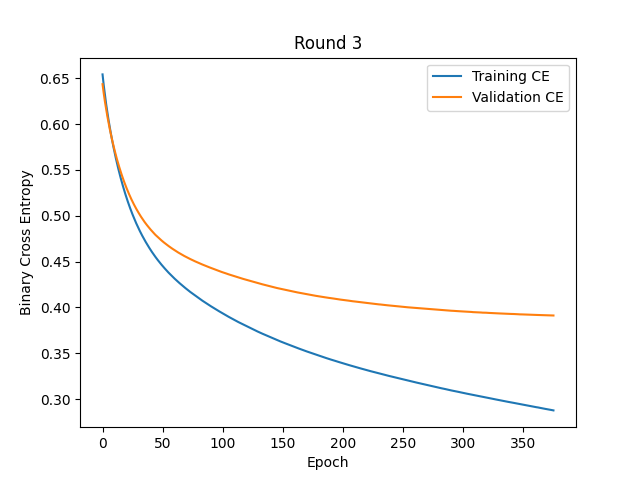 Round 3
Training CE
Validation CE
Binary Cross Entropy
0.65
0.60
0.55
0.50
0.45
0.40
0.35
0.30
0 50 100 150 200 250 300 350
Epoch